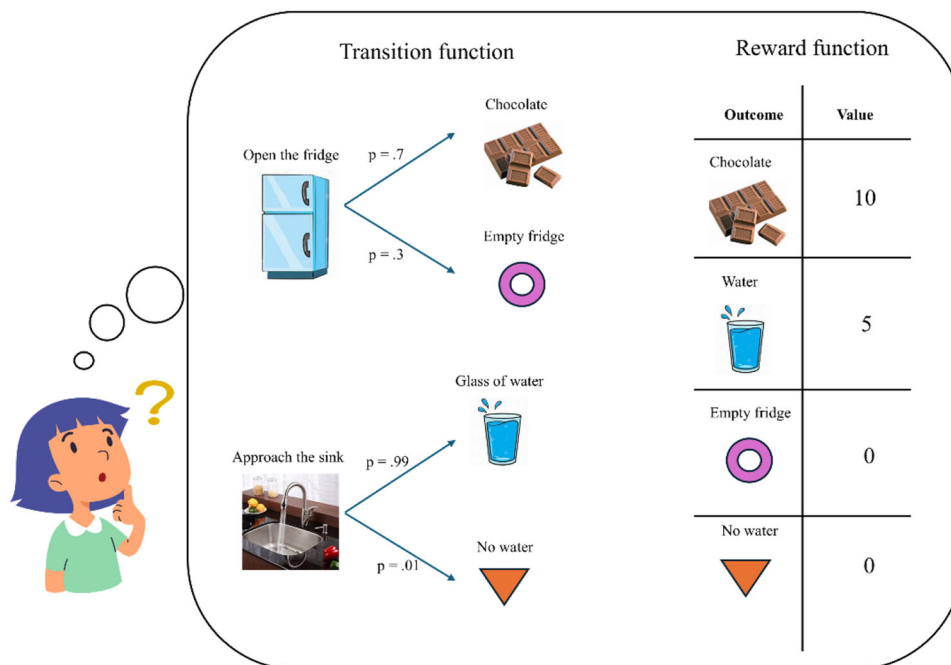 Transition function
Reward function
Outcome
Value
Open the fridge
p = .7
Chocolate
p = .3
Empty fridge
Approach the sink
p = .99
Glass of water
p = .01
No water
Chocolate
10
Water
5
Empty fridge
0
No water
0
?